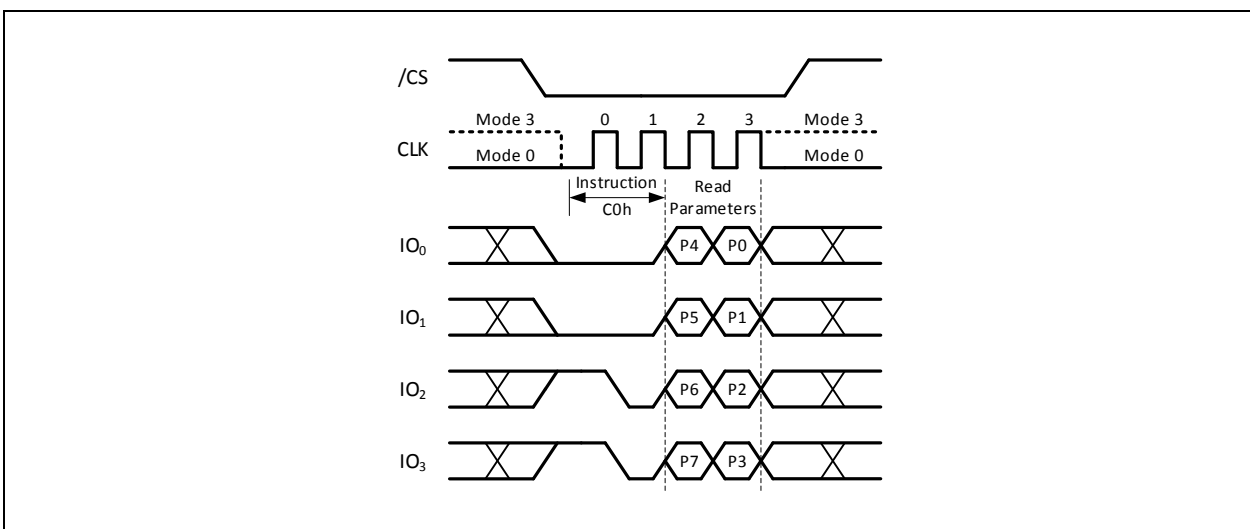 /CS
Mode 3 0 1 2 3 Mode 3
CLK
Mode 0 Mode 0
Instruction Read
C0h Parameters
IO₀ P4 P0
IO₁ P5 P1
IO₂ P6 P2
IO₃ P7 P3